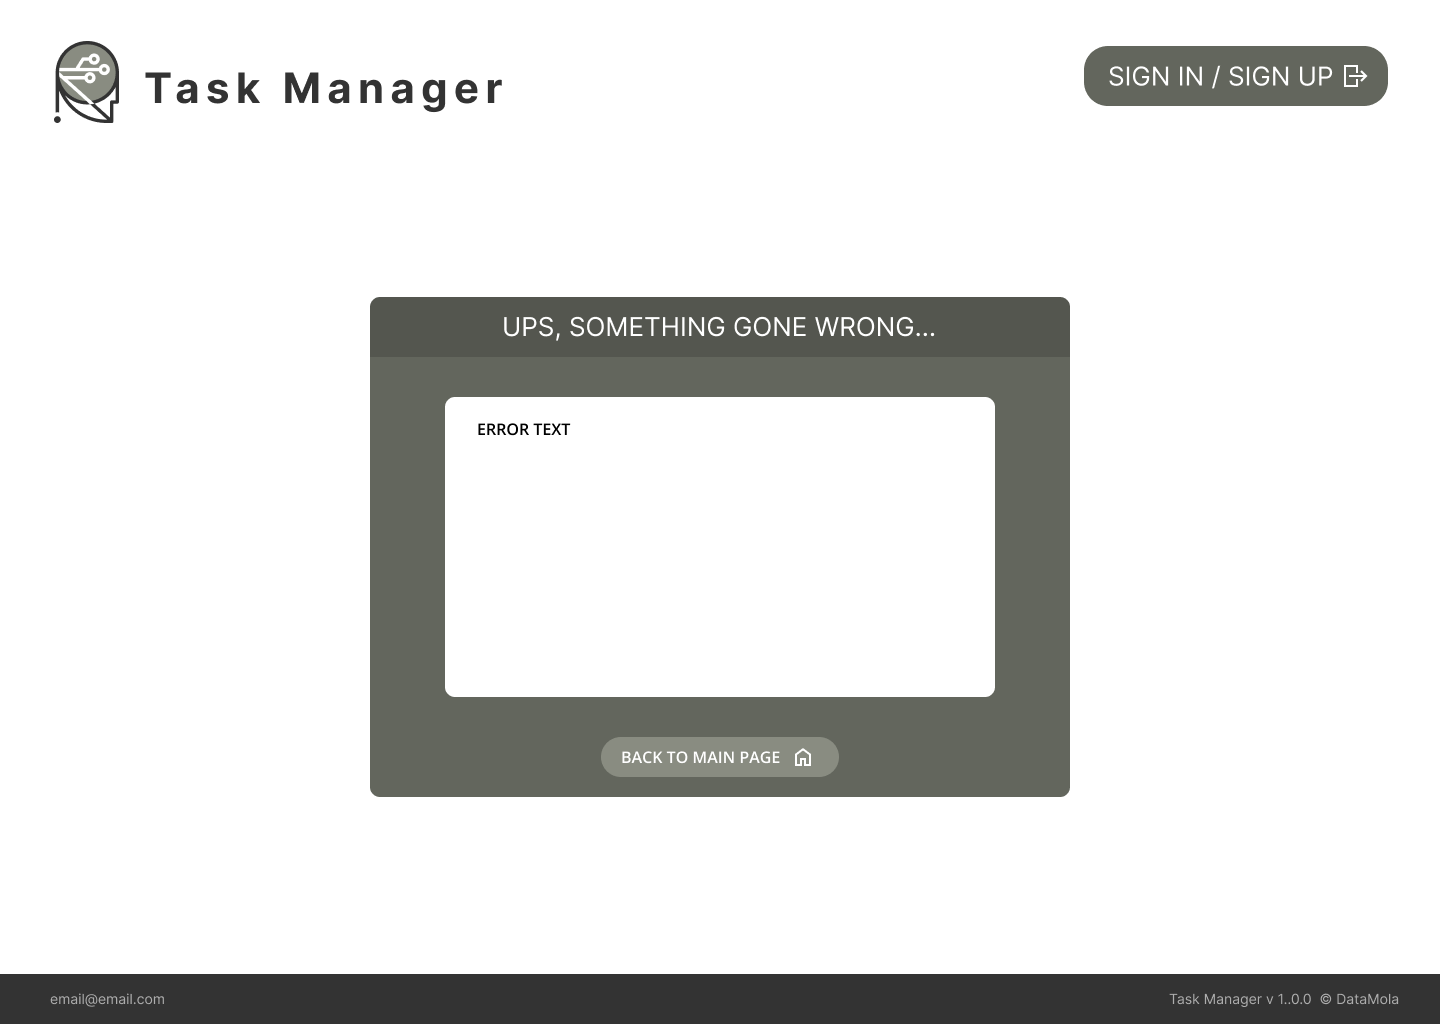 Task Manager
SIGN IN / SIGN UP
UPS, SOMETHING GONE WRONG...
ERROR TEXT
BACK TO MAIN PAGE
email@email.com
Task Manager v 1..0.0 © DataMola